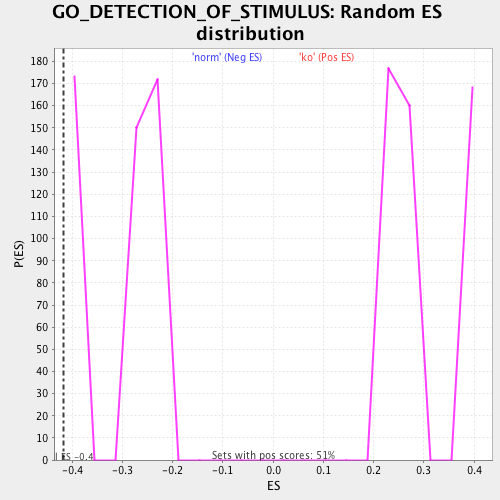 GO_DETECTION_OF_STIMULUS: Random ES
distribution
'norm' (Neg ES) 'ko' (Pos ES)
180
170
160
150
140
130
120
110
100
90
80
70
60
50
40
30
20
10
0
P(ES)
ES -0.4
Sets with pos scores: 51%
-0.4 -0.3 -0.2 -0.1 0.0 0.1 0.2 0.3 0.4
ES